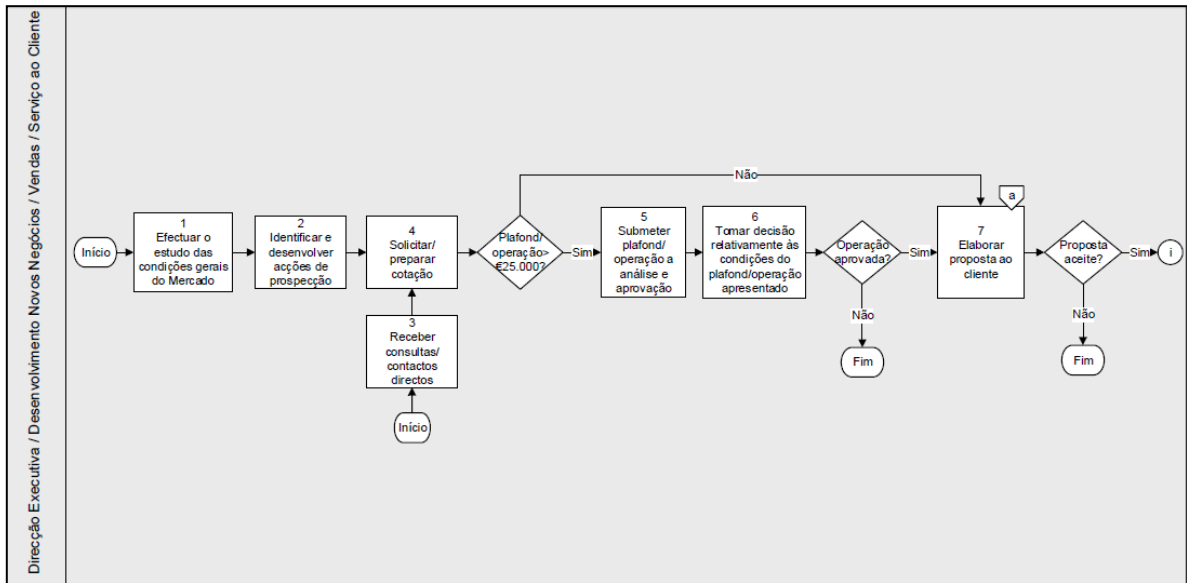 Direcção Executiva / Desenvolvimento Novos Negócios / Vendas / Serviço ao Cliente
Início
1
Efectuar o
estudo das
condições gerais
do Mercado
2
Identificar e
desenvolver
acções de
prospecção
4
Solicitar/
preparar
cotação
3
Receber
consultas/
contactos
directos
Início
Plafond/
operação>
€25.000?
Não
Sim
5
Submeter
plafond/
operação a
análise e
aprovação
6
Tomar decisão
relativamente às
condições do
plafond/operação
apresentado
Operação
aprovada?
Sim
Não
Fim
a
7
Elaborar
proposta ao
cliente
Proposta
aceite?
Sim
i
Não
Fim